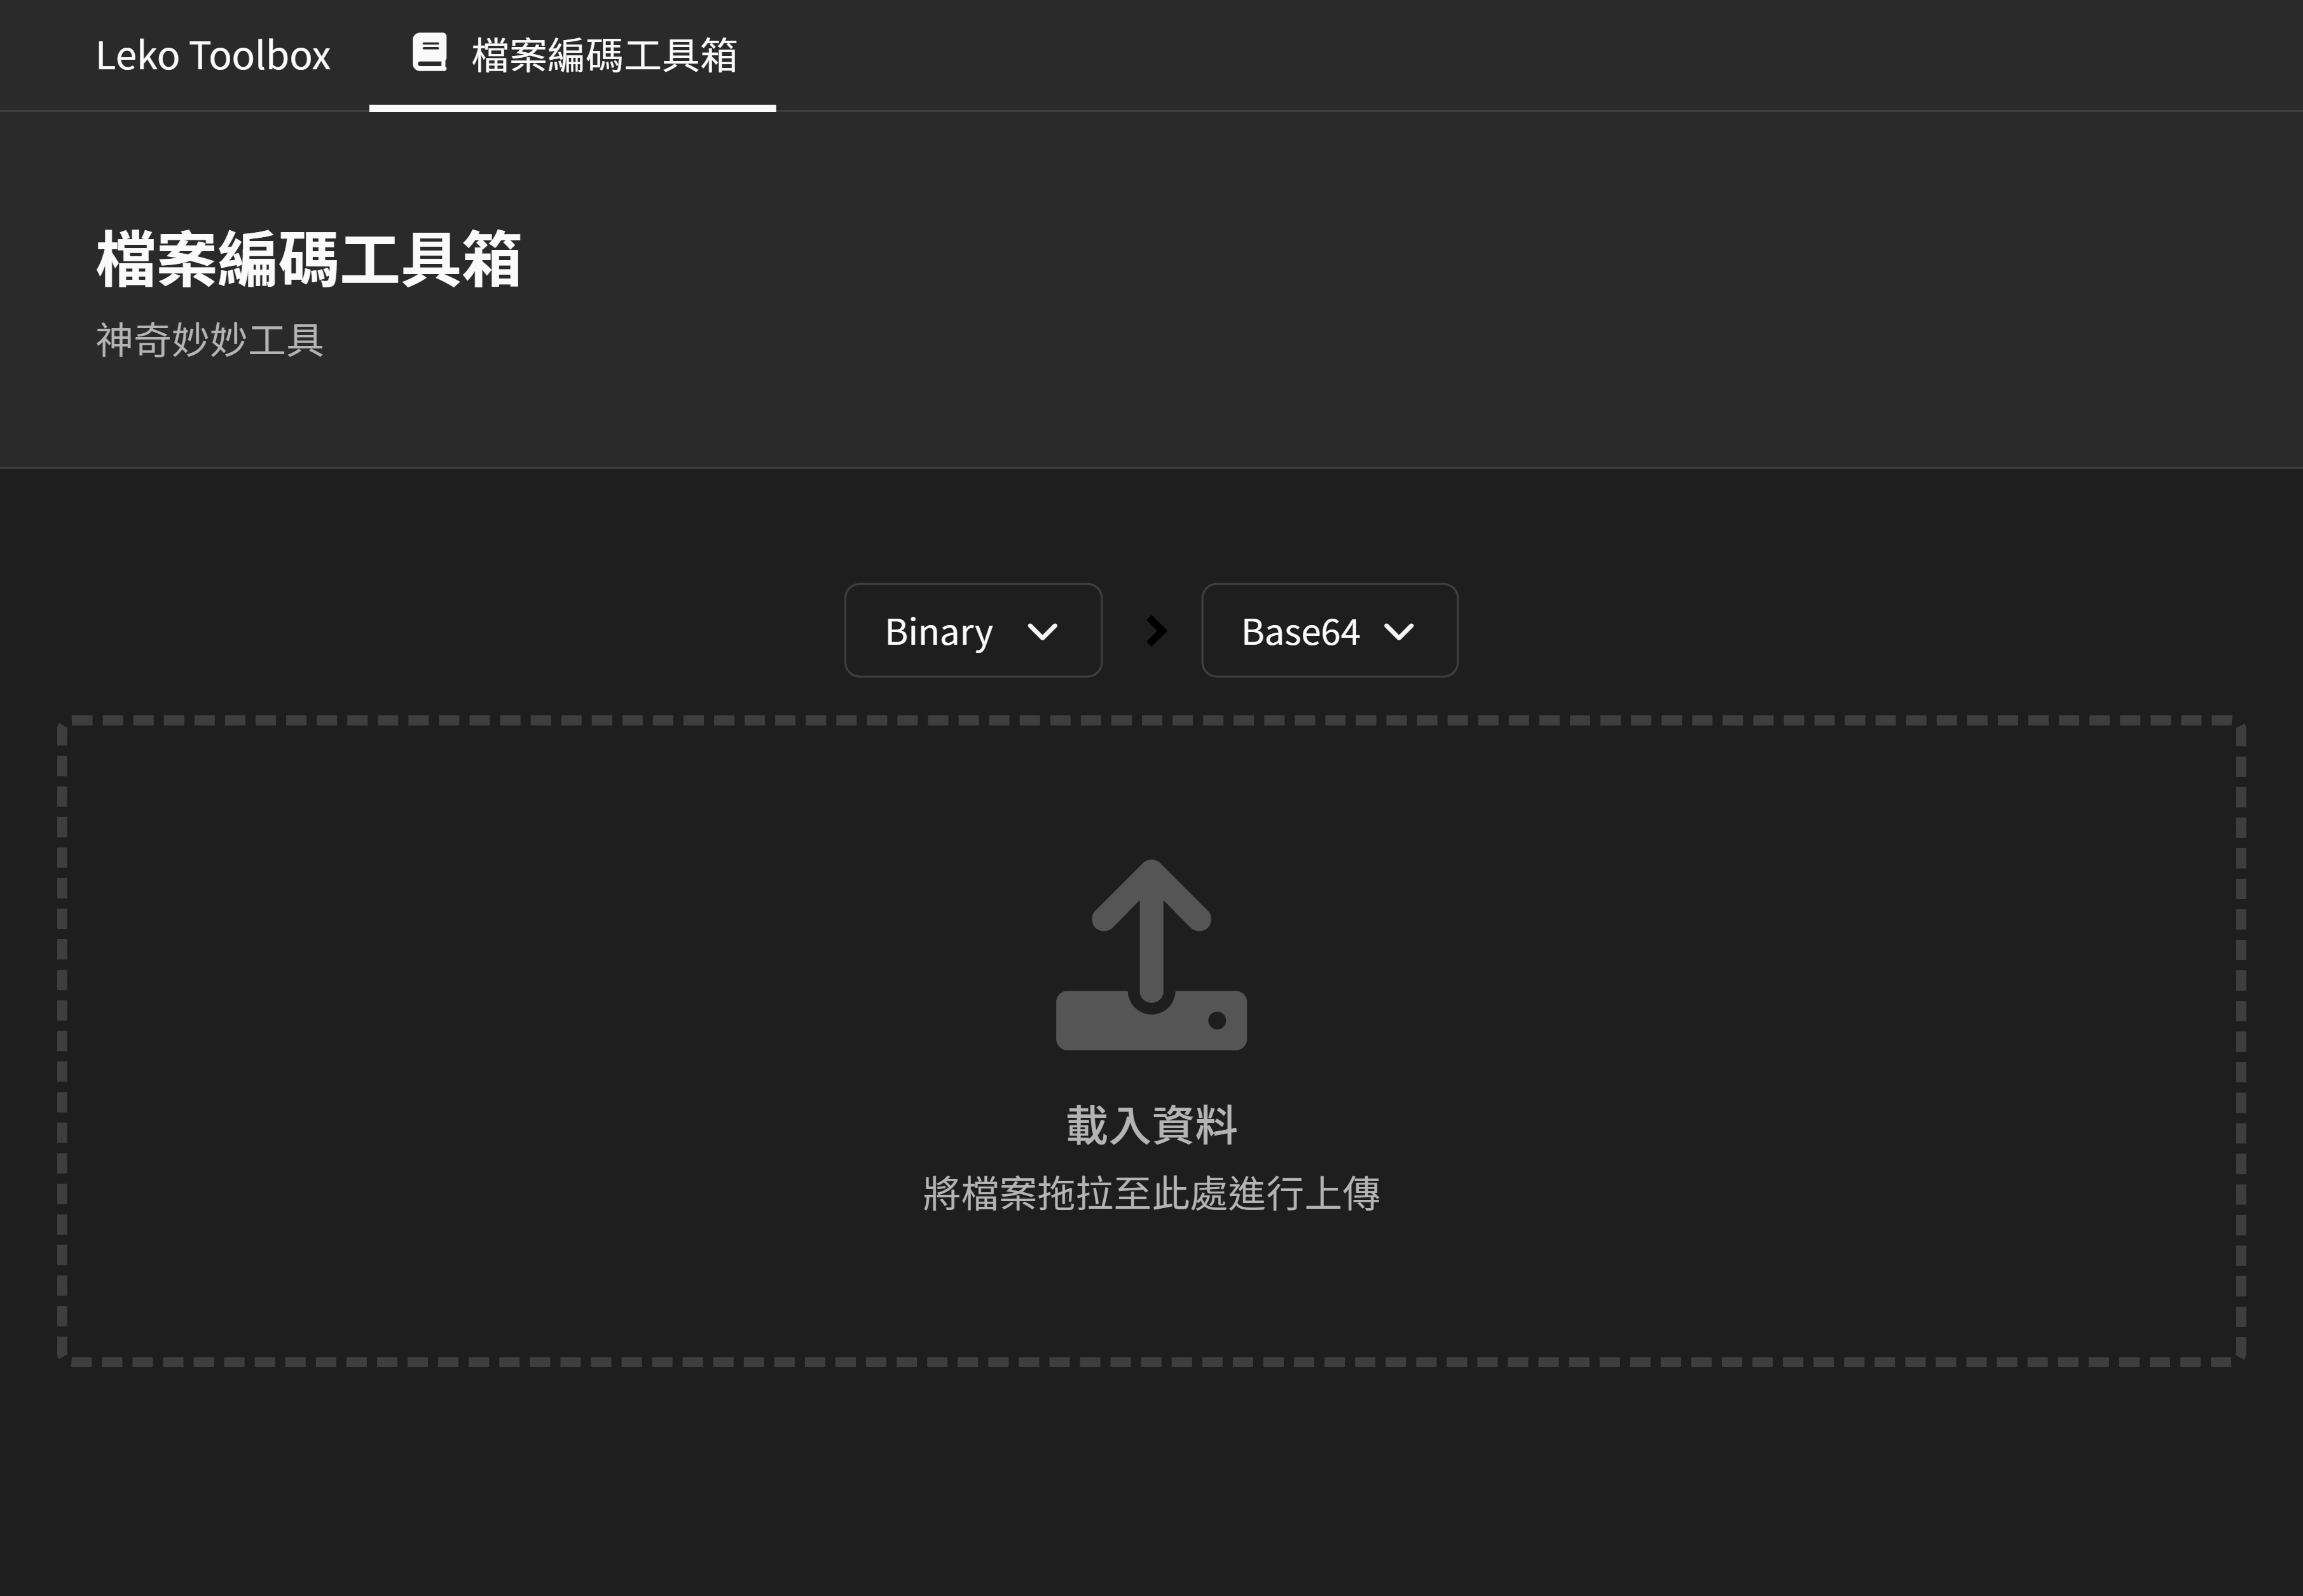 Leko Toolbox
檔案編碼工具箱
檔案編碼工具箱
神奇妙妙工具
Binary
Base64
載入資料
將檔案拖拉至此處進行上傳